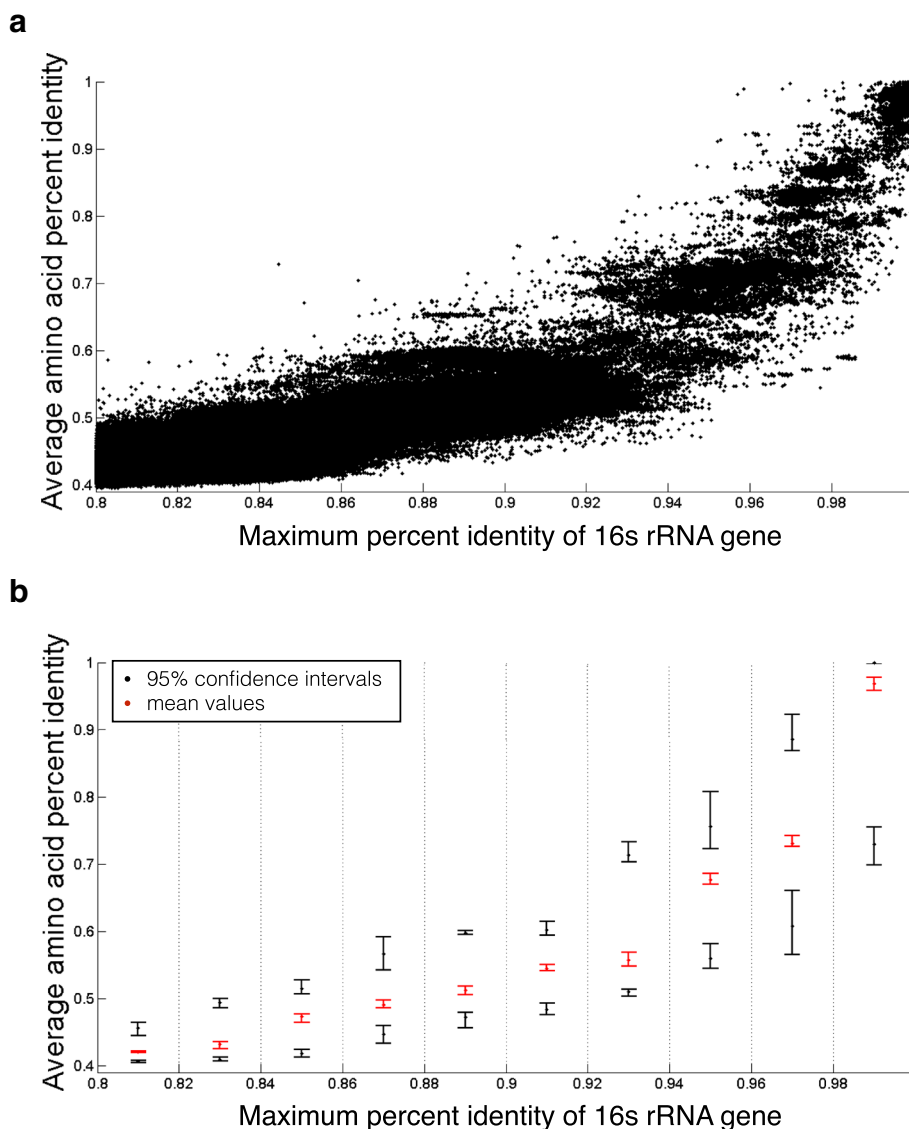 a
Average amino acid percent identity
1
0.9
0.8
0.7
0.6
0.5
0.4
0.8 0.82 0.84 0.86 0.88 0.9 0.92 0.94 0.96 0.98
Maximum percent identity of 16s rRNA gene
b
Average amino acid percent identity
95% confidence intervals
mean values
1
0.9
0.8
0.7
0.6
0.5
0.4
0.8 0.82 0.84 0.86 0.88 0.9 0.92 0.94 0.96 0.98
Maximum percent identity of 16s rRNA gene